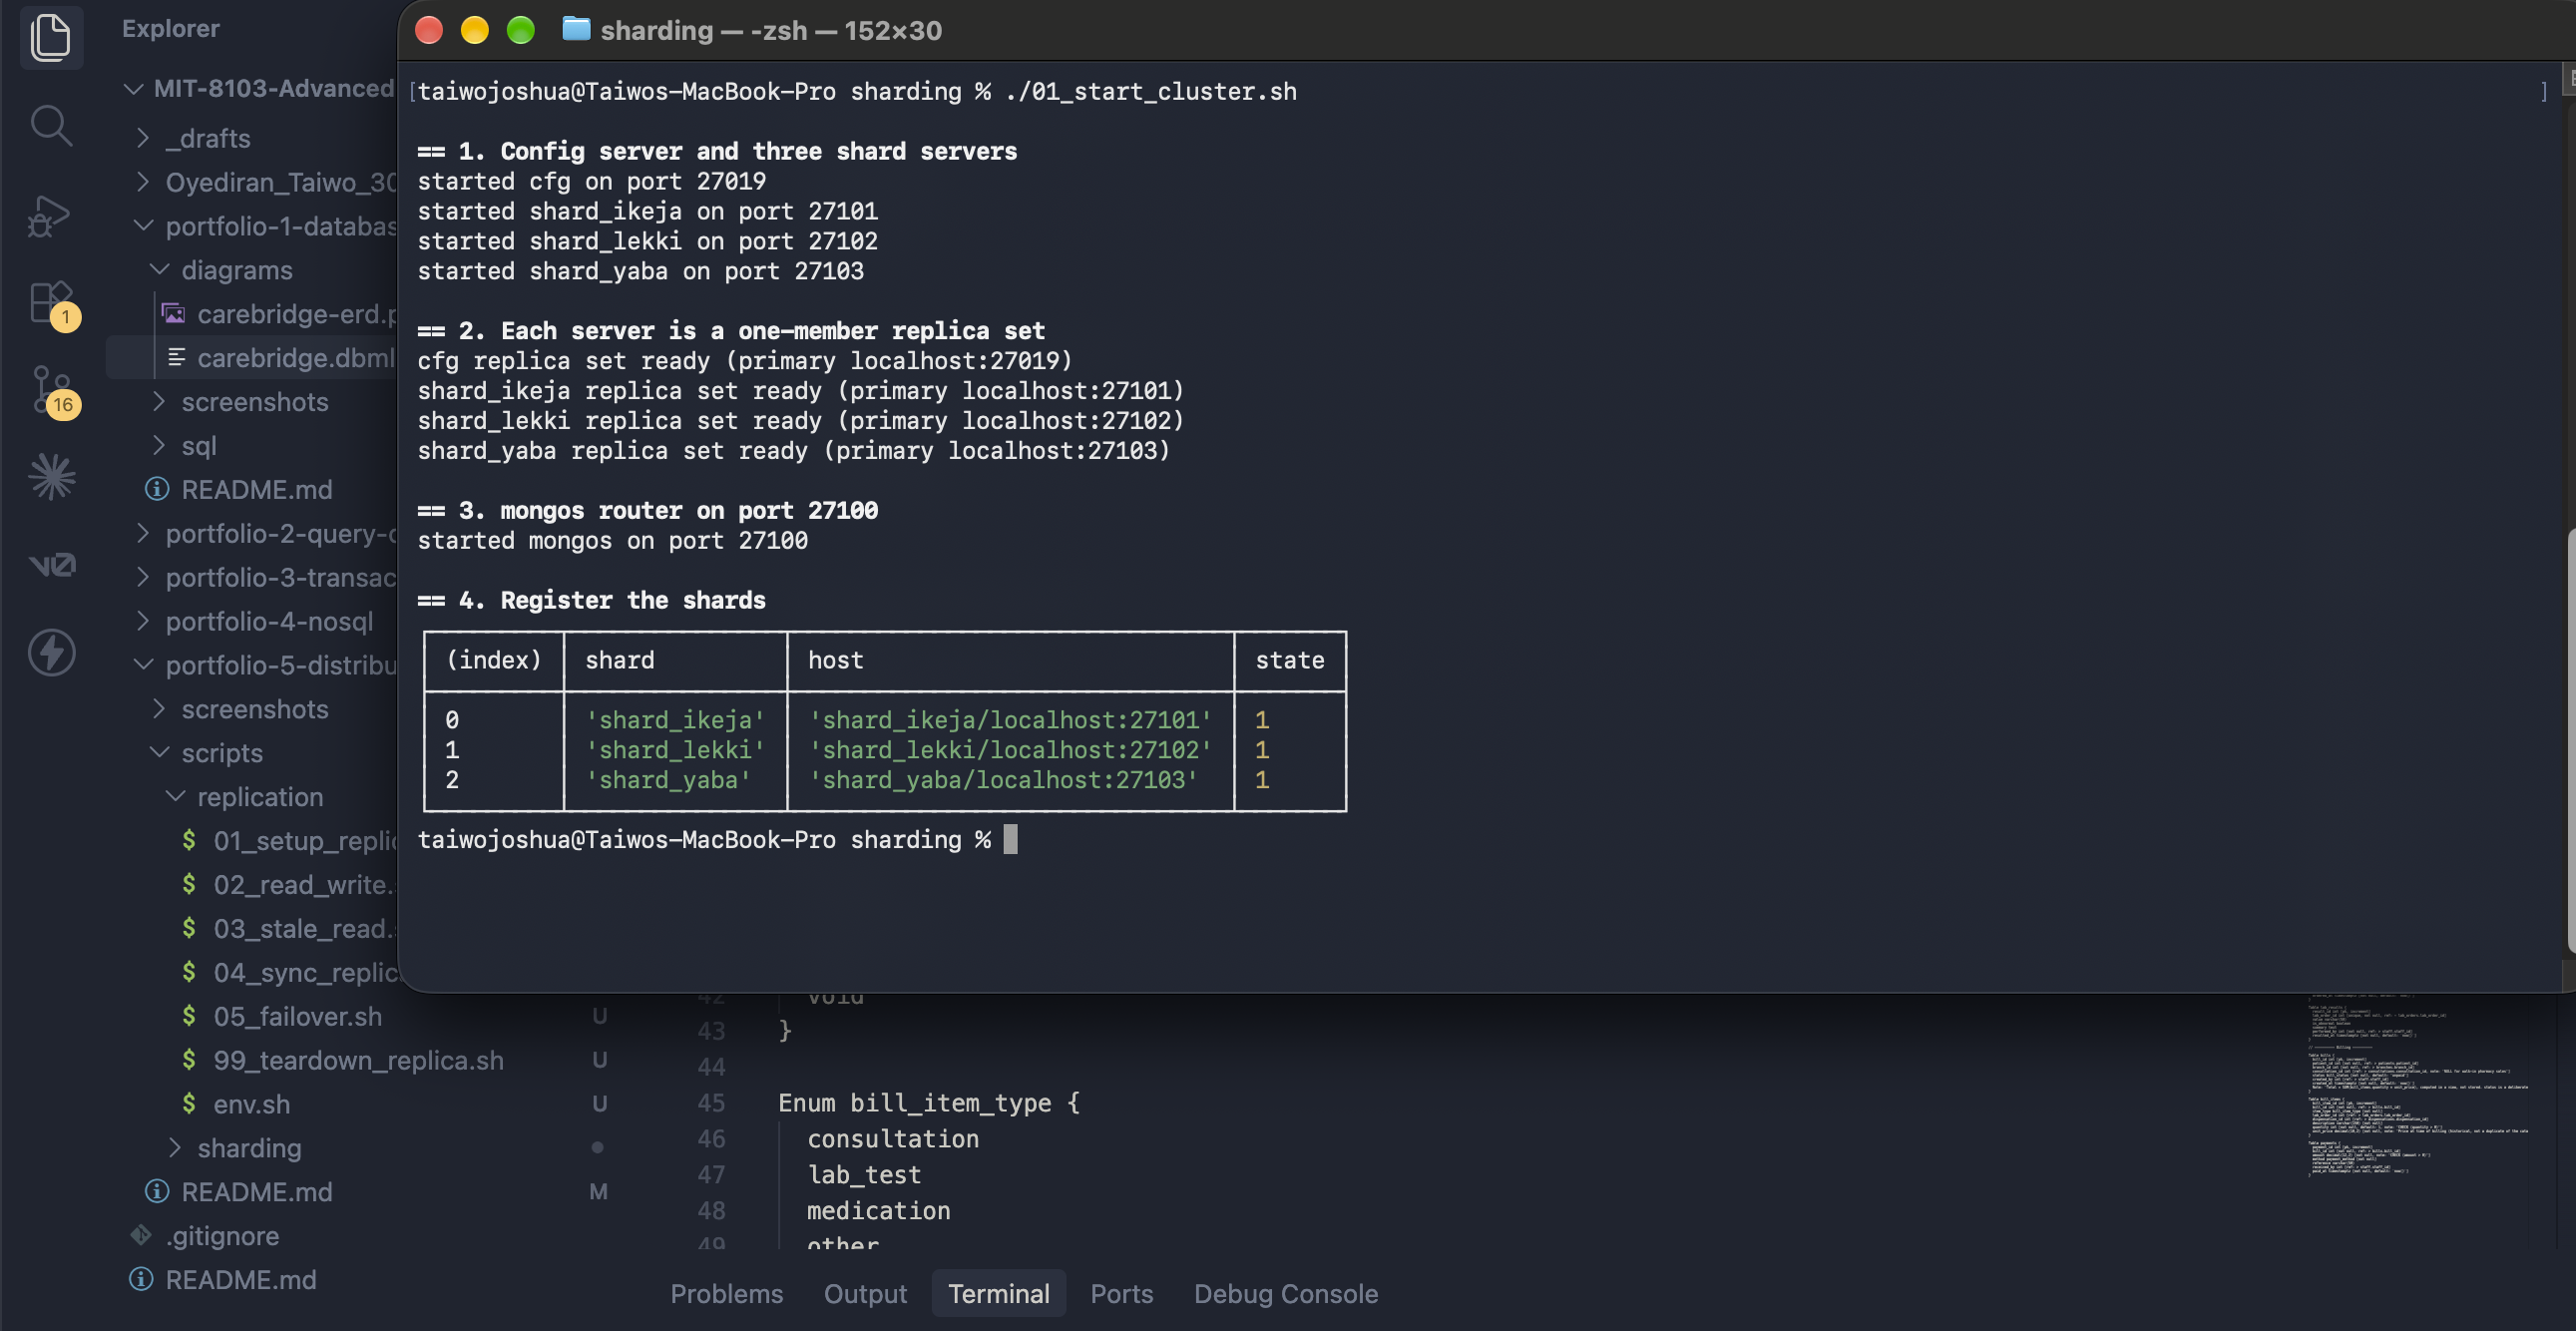 Explorer
MIT-8103-Advanced
_drafts
Oyediran_Taiwo_30
portfolio-1-databas
diagrams
carebridge-erd.p
carebridge.dbml
screenshots
sql
README.md
portfolio-2-query-o
portfolio-3-transac
portfolio-4-nosql
portfolio-5-distribu
screenshots
scripts
replication
01_setup_replic
02_read_write.s
03_stale_read.s
04_sync_replic
05_failover.sh U
99_teardown_replica.sh U
env.sh U
sharding
README.md M
.gitignore
README.md
1
16
sharding — -zsh — 152×30
[taiwojoshua@Taiwos-MacBook-Pro sharding % ./01_start_cluster.sh ]
== 1. Config server and three shard servers
started cfg on port 27019
started shard_ikeja on port 27101
started shard_lekki on port 27102
started shard_yaba on port 27103
== 2. Each server is a one-member replica set
cfg replica set ready (primary localhost:27019)
shard_ikeja replica set ready (primary localhost:27101)
shard_lekki replica set ready (primary localhost:27102)
shard_yaba replica set ready (primary localhost:27103)
== 3. mongos router on port 27100
started mongos on port 27100
== 4. Register the shards
(index) shard host state
0 'shard_ikeja' 'shard_ikeja/localhost:27101' 1
1 'shard_lekki' 'shard_lekki/localhost:27102' 1
2 'shard_yaba' 'shard_yaba/localhost:27103' 1
taiwojoshua@Taiwos-MacBook-Pro sharding %
42 void
43 }
44
45 Enum bill_item_type {
46 consultation
47 lab_test
48 medication
49 other
Problems Output Terminal Ports Debug Console